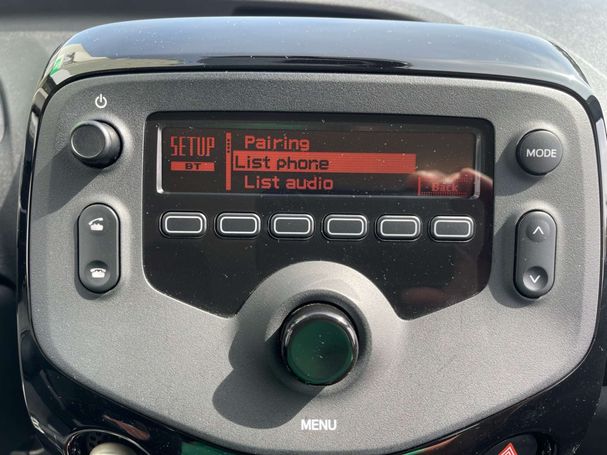 SETUP
BT
Pairing
List phone
List audio
Back
MODE
MENU